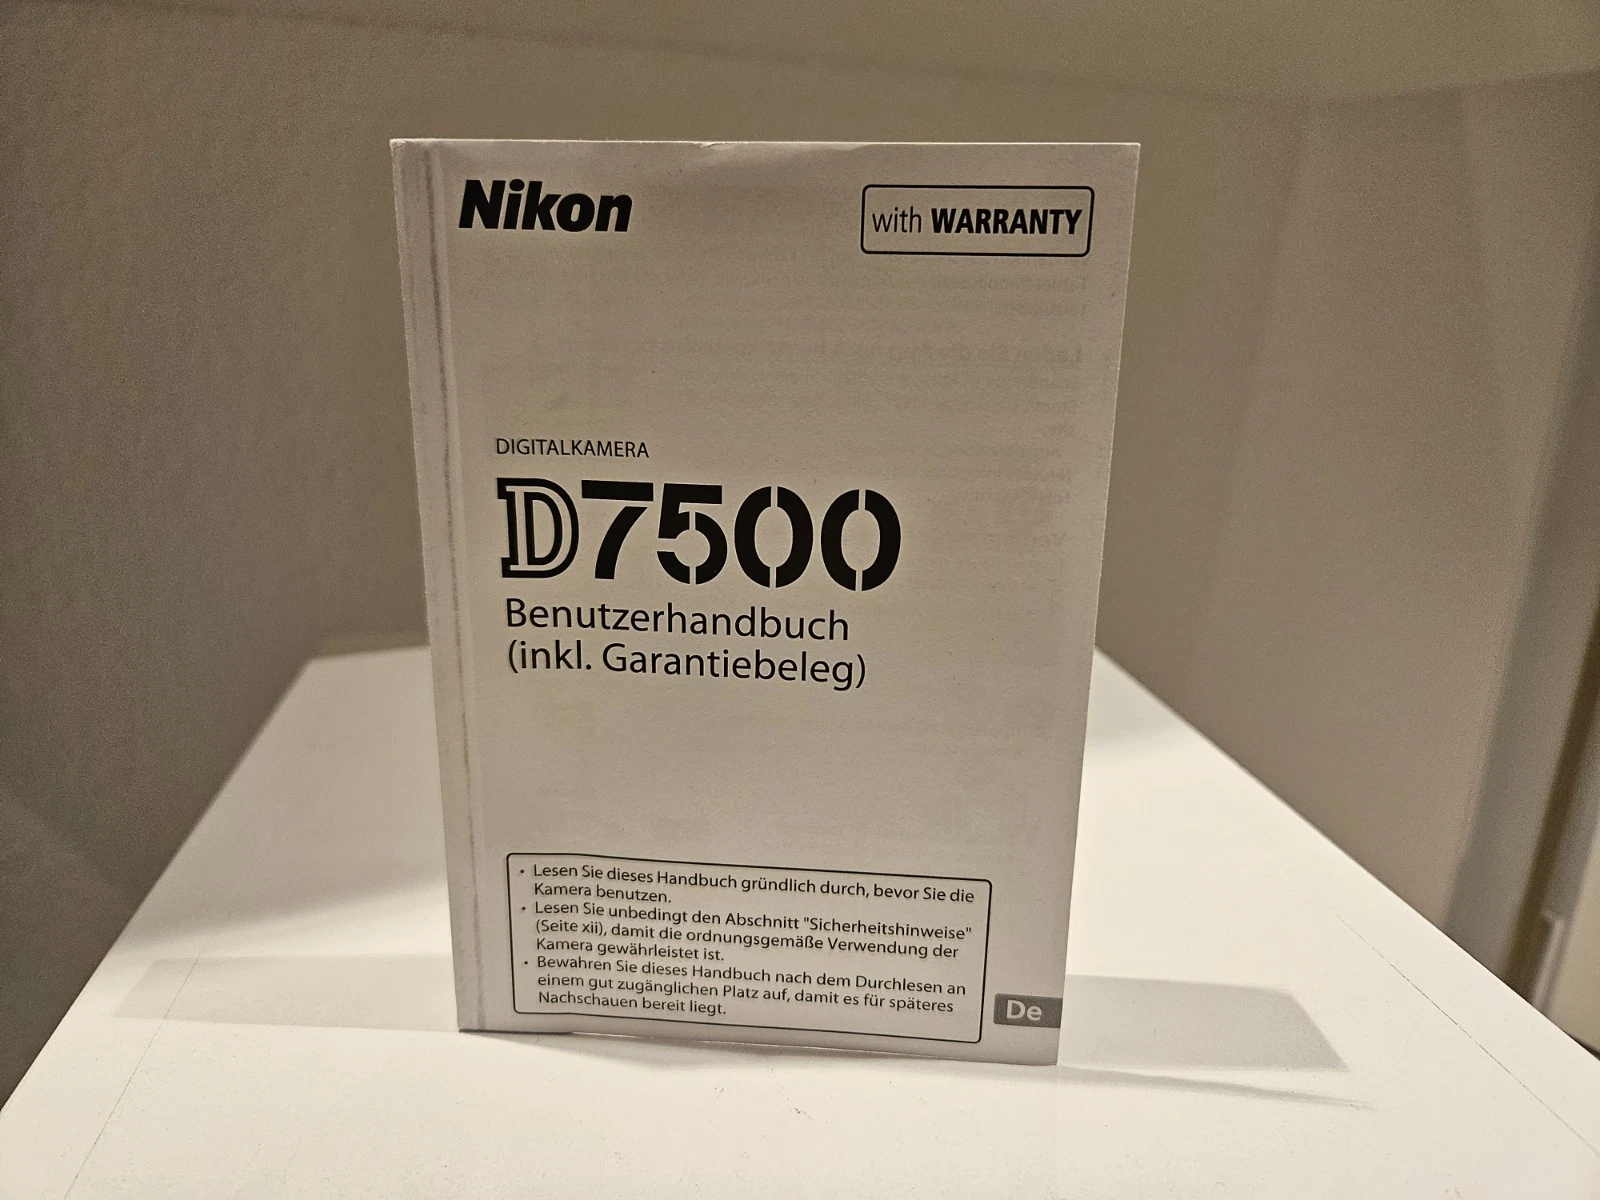 Nikon
with WARRANTY
DIGITALKAMERA
D7500
Benutzerhandbuch
(inkl. Garantiebeleg)
• Lesen Sie dieses Handbuch gründlich durch, bevor Sie die
Kamera benutzen.
• Lesen Sie unbedingt den Abschnitt "Sicherheitshinweise"
(Seite xii), damit die ordnungsgemäße Verwendung der
Kamera gewährleistet ist.
• Bewahren Sie dieses Handbuch nach dem Durchlesen an
einem gut zugänglichen Platz auf, damit es für späteres
Nachschauen bereit liegt.
De